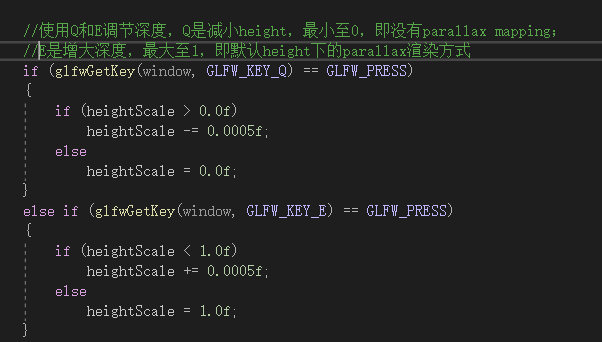 //使用Q和E调节深度，Q是减小height，最小至0，即没有parallax mapping；
//E是增大深度，最大至1，即默认height下的parallax渲染方式
if (glfwGetKey(window, GLFW_KEY_Q) == GLFW_PRESS)
{
    if (heightScale > 0.0f)
        heightScale -= 0.0005f;
    else
        heightScale = 0.0f;
}
else if (glfwGetKey(window, GLFW_KEY_E) == GLFW_PRESS)
{
    if (heightScale < 1.0f)
        heightScale += 0.0005f;
    else
        heightScale = 1.0f;
}